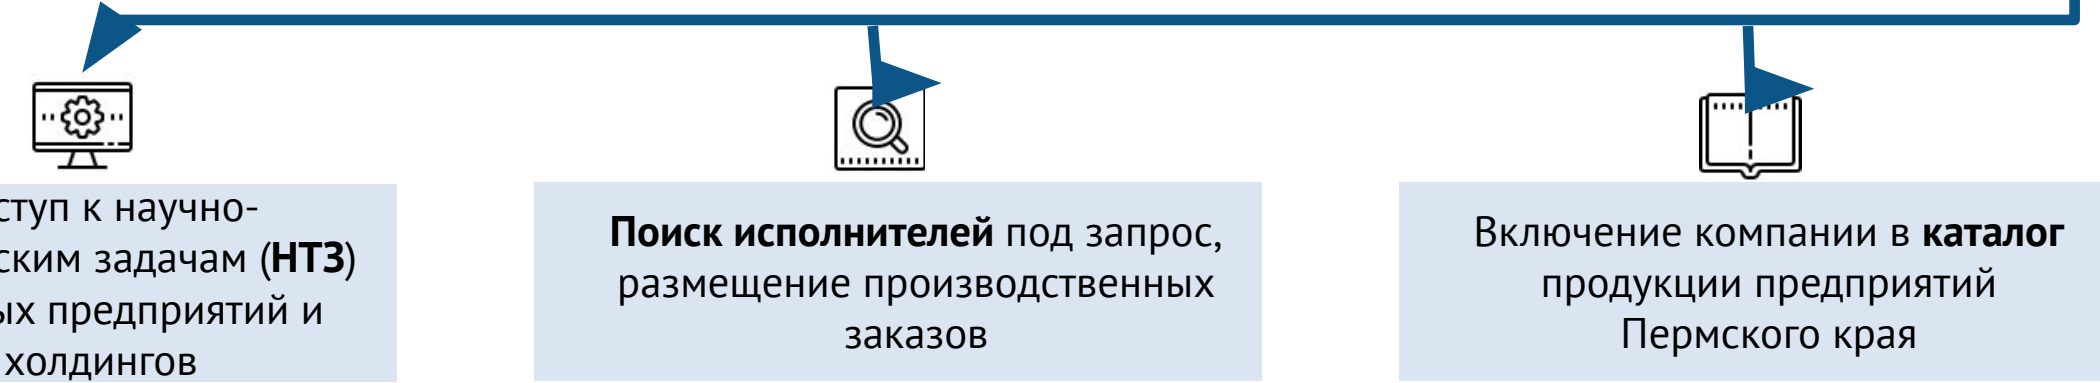 ступ к научно-
ским задачам (НТЗ)
ых предприятий и
холдингов
Поиск исполнителей под запрос,
размещение производственных
заказов
Включение компании в каталог
продукции предприятий
Пермского края